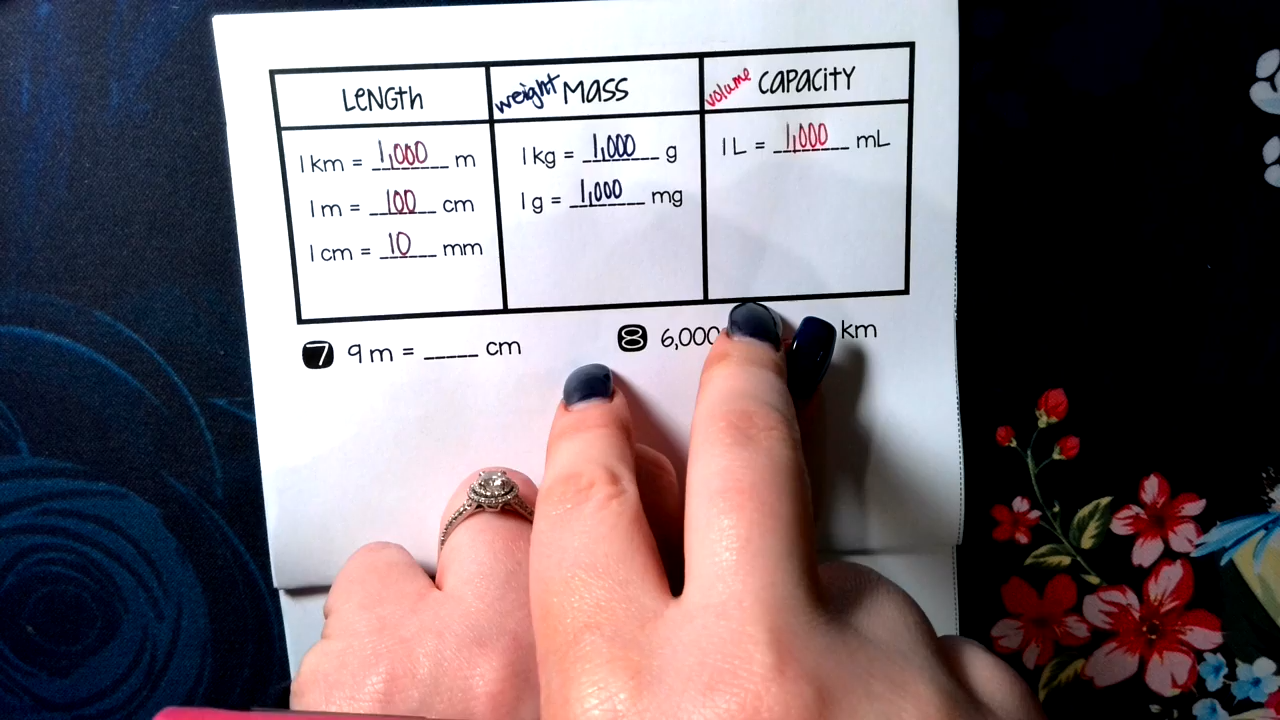 LENGTH
1 km = 1,000 m
1 m = 100 cm
1 cm = 10 mm
weight MASS
1 kg = 1,000 g
1 g = 1,000 mg
volume CAPACITY
1 L = 1,000 mL
7 9 m = _____ cm
8 6,000 km